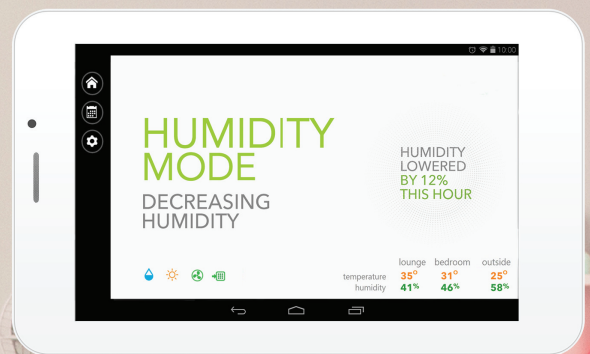 10:00
HUMIDITY
MODE
DECREASING
HUMIDITY
HUMIDITY
LOWERED
BY 12%
THIS HOUR
lounge bedroom outside
temperature 35° 31° 25°
humidity 41% 46% 58%